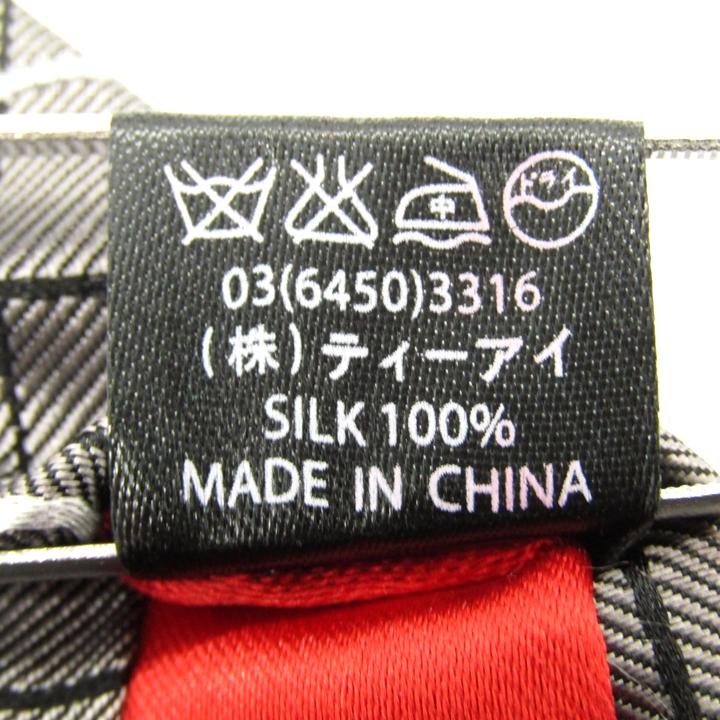 中 ドライ
03(6450)3316
(株)ティーアイ
SILK 100%
MADE IN CHINA